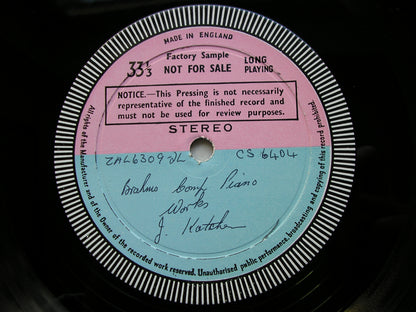 MADE IN ENGLAND
Factory Sample
33 1/3 NOT FOR SALE LONG PLAYING
NOTICE.—This Pressing is not necessarily
representative of the finished record and
must not be used for review purposes.
STEREO
ZAL6309 2L CS 6404
Brahms Comp Piano
Works
J. Katchen
All rights of the Manufacturer and of the Owner of the recorded work reserved. Unauthorised public performance, broadcasting and copying of this record prohibited.